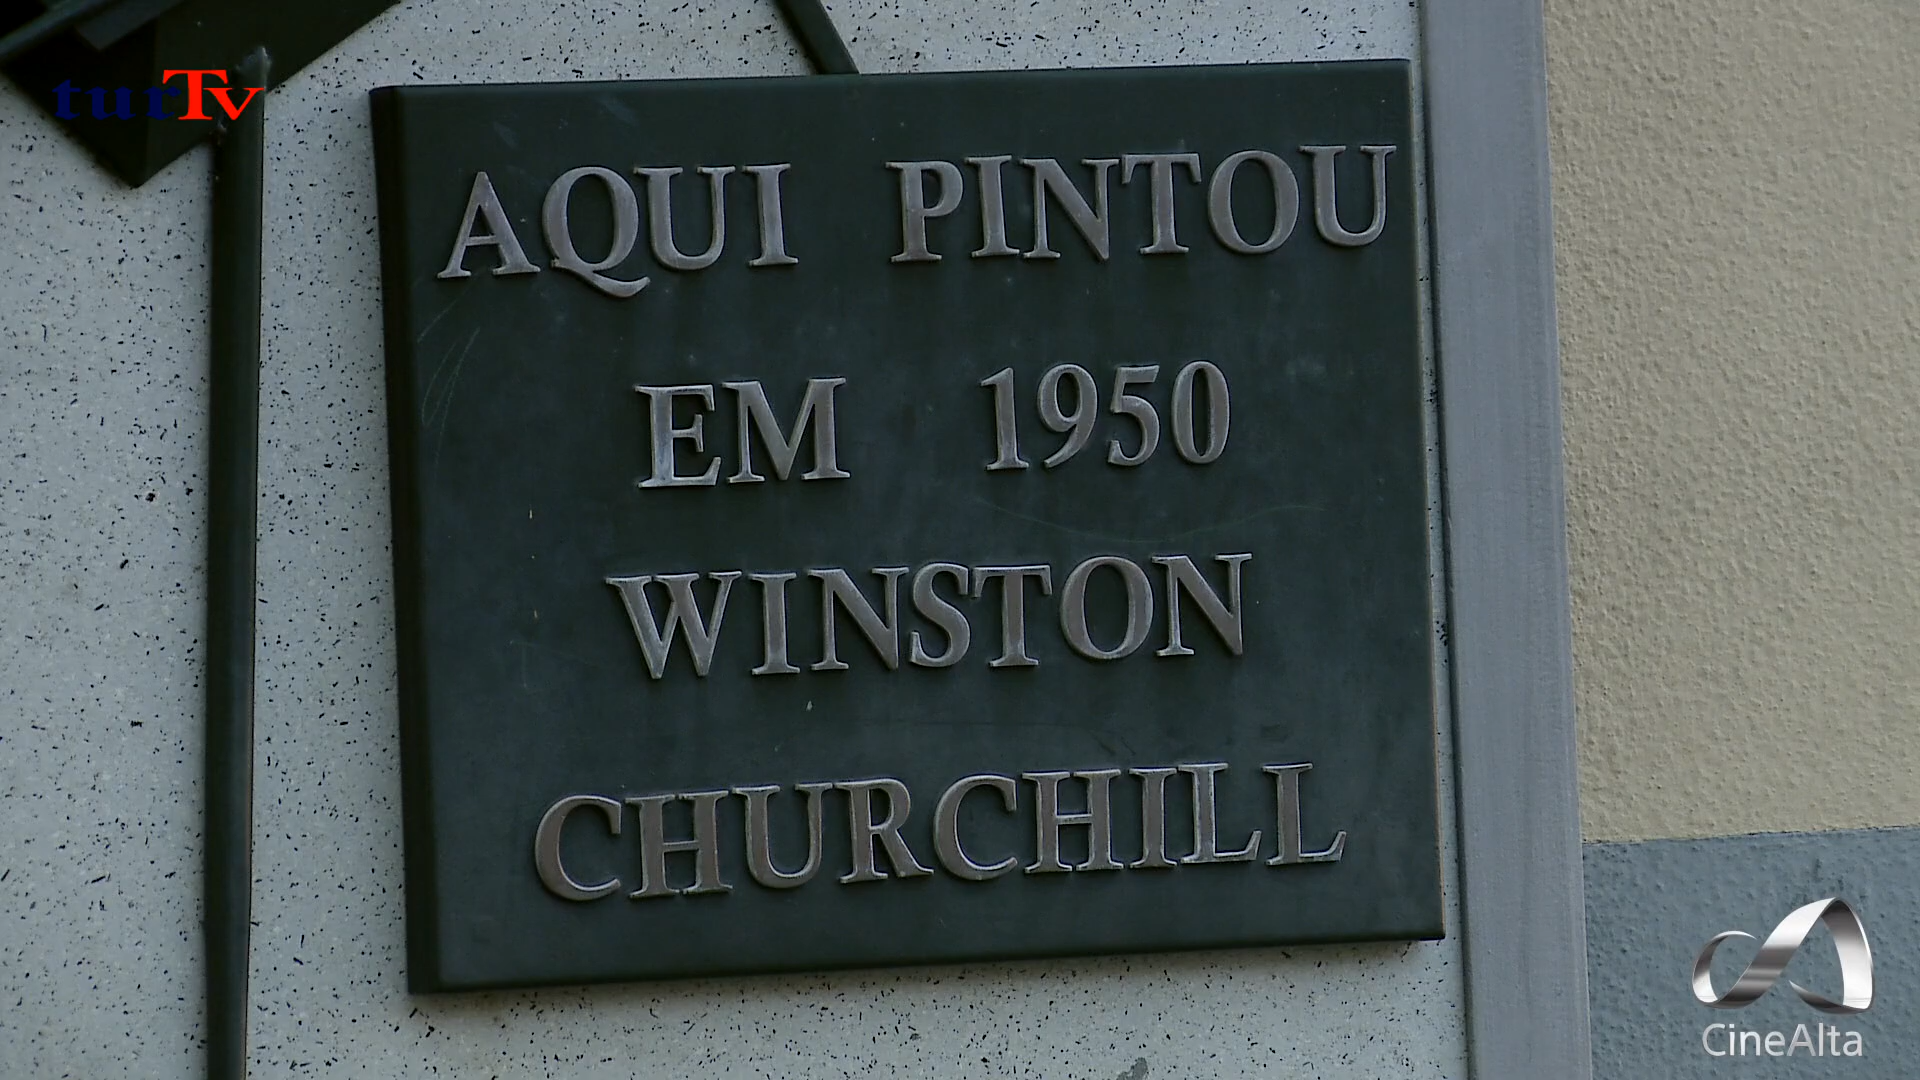 turTv
AQUI PINTOU
EM 1950
WINSTON
CHURCHILL
CineAlta